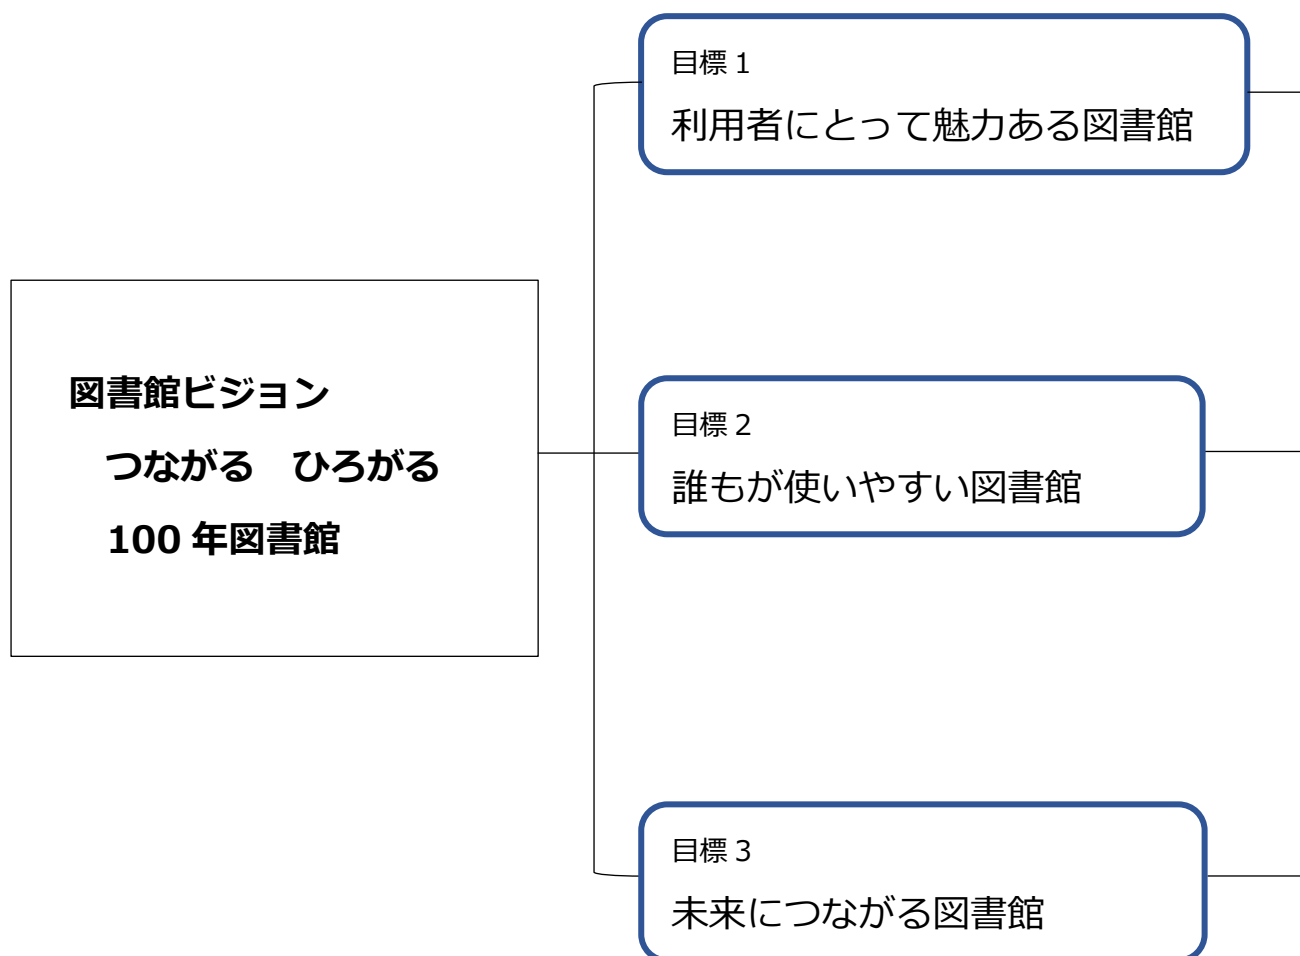 目標 1
利用者にとって魅力ある図書館
図書館ビジョン
つながる　ひろがる
100 年図書館
目標 2
誰もが使いやすい図書館
目標 3
未来につながる図書館